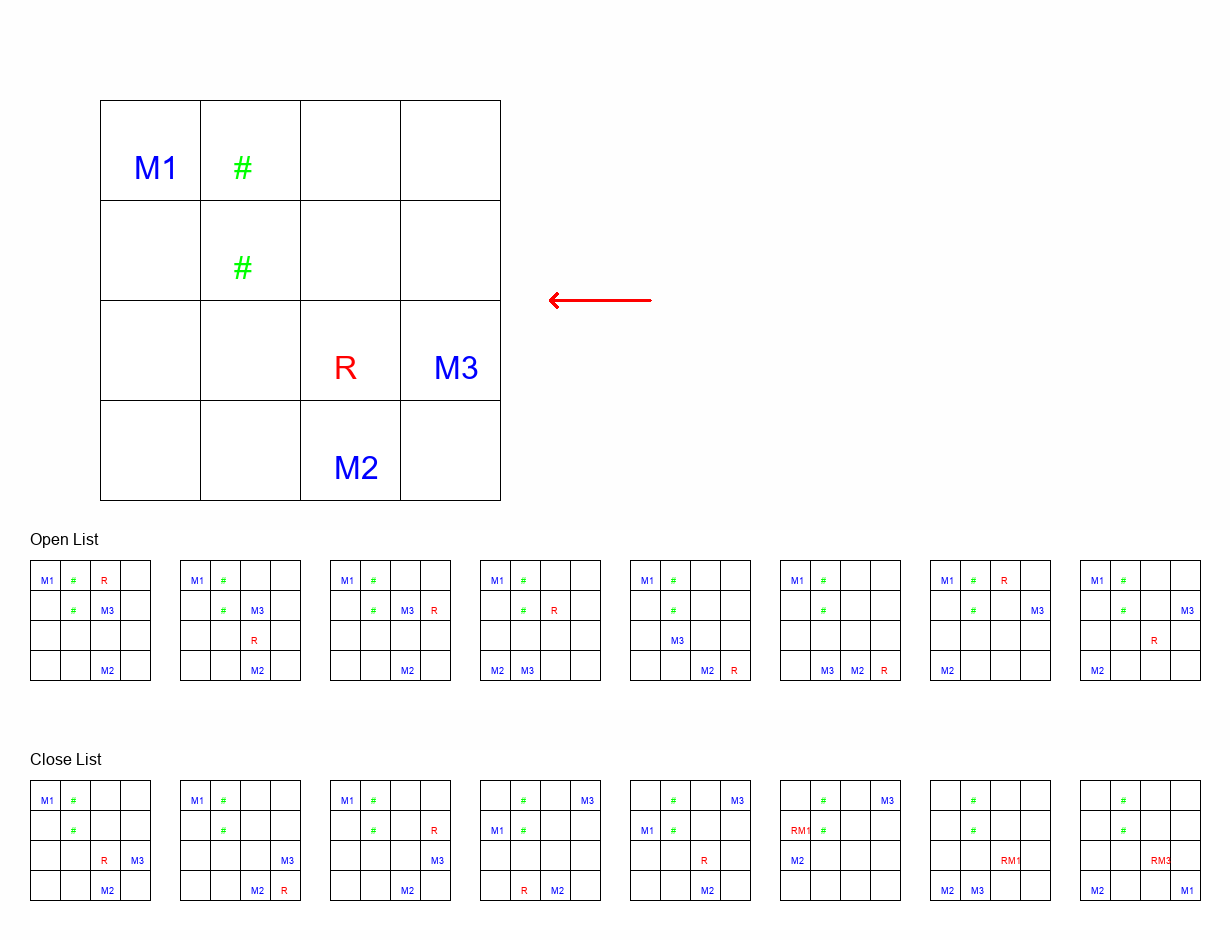 M1 #
#
R M3
M2
Open List
M1 # R M1 # M1 # M1 # M1 # M1 # M1 # R M1 #
# M3 # M3 # M3 R # R # # # M3 # M3
R M3 R
M2 M2 M2 M2 M3 M2 R M3 M2 R M2 M2
Close List
M1 # M1 # M1 # # M3 # M3 # M3 # #
# # # R M1 # M1 # RM1 # # #
R M3 M3 M3 R M2 RM1 RM3
M2 M2 R M2 R M2 M2 M2 M3 M2 M1